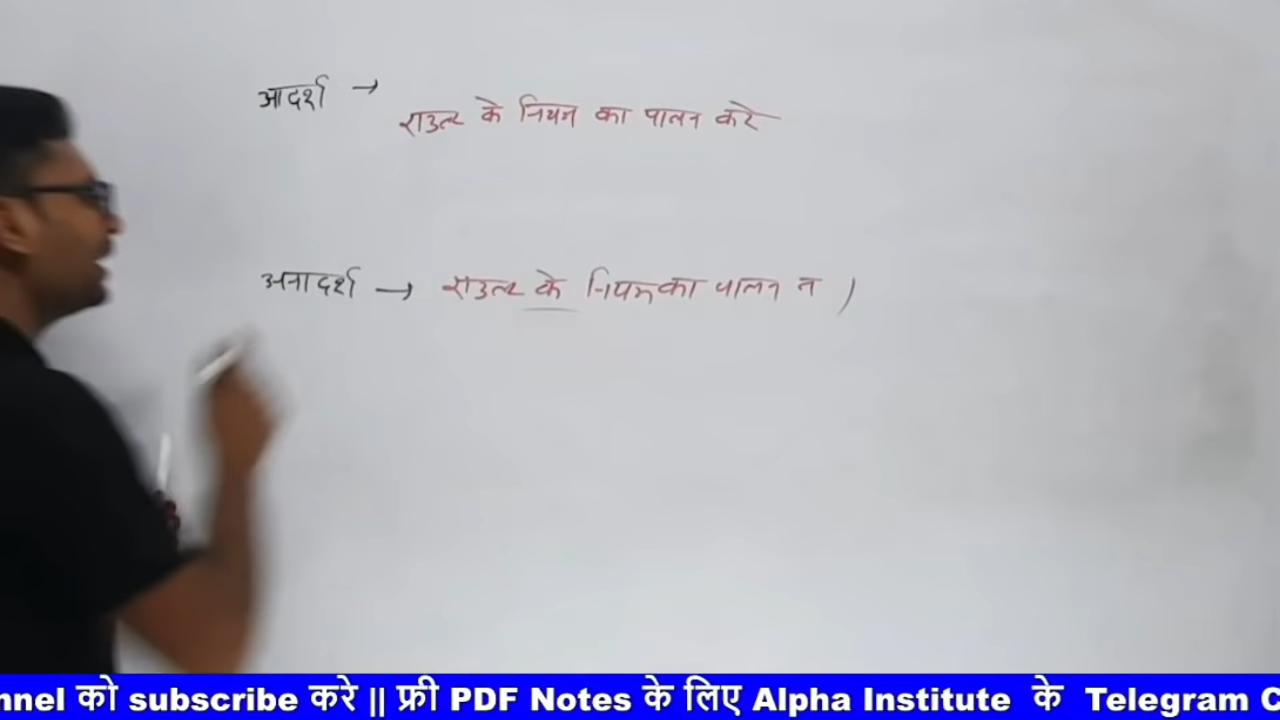 आदर्श →
राउल्ट के नियम का पालन करे
अनादर्श → राउल्ट के नियम का पालन न )
nnel को subscribe करे || फ्री PDF Notes के लिए Alpha Institute के Telegram C